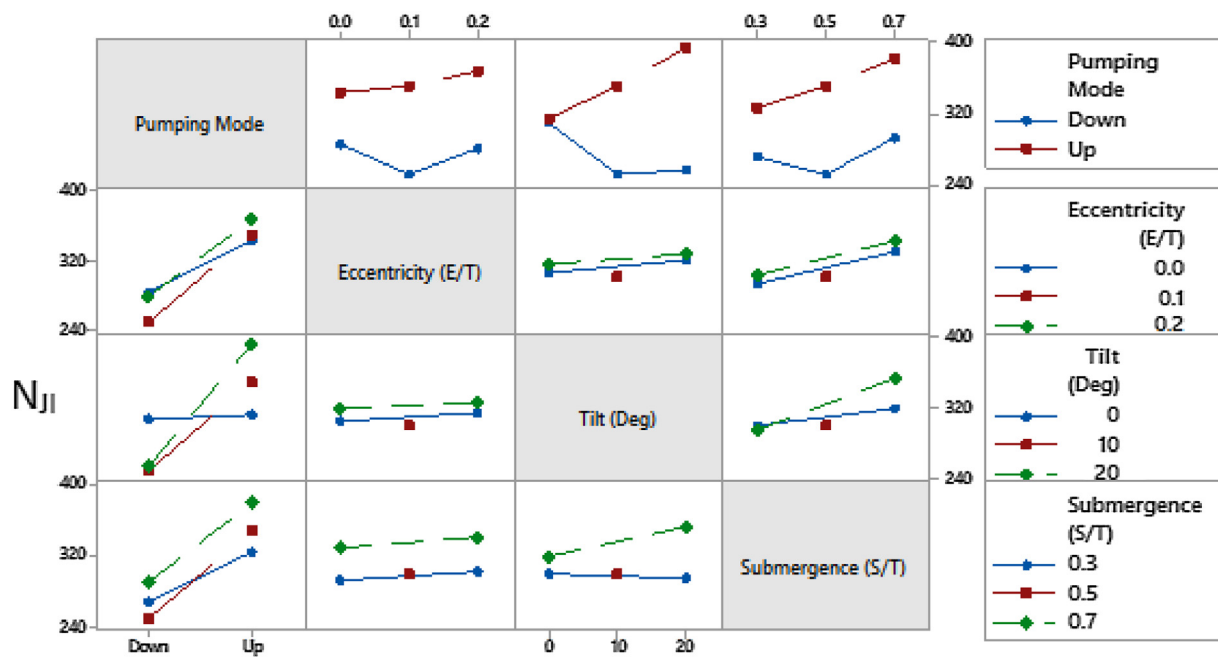 0.0 0.1 0.2 0.3 0.5 0.7
400
320
240
Pumping Mode
Pumping
Mode
Down
Up
400
320
240
Eccentricity (E/T)
Eccentricity
(E/T)
0.0
0.1
0.2
N_JI
400
320
240
Tilt (Deg)
Tilt
(Deg)
0
10
20
400
320
240
Submergence (S/T)
Submergence
(S/T)
0.3
0.5
0.7
Down Up 0 10 20